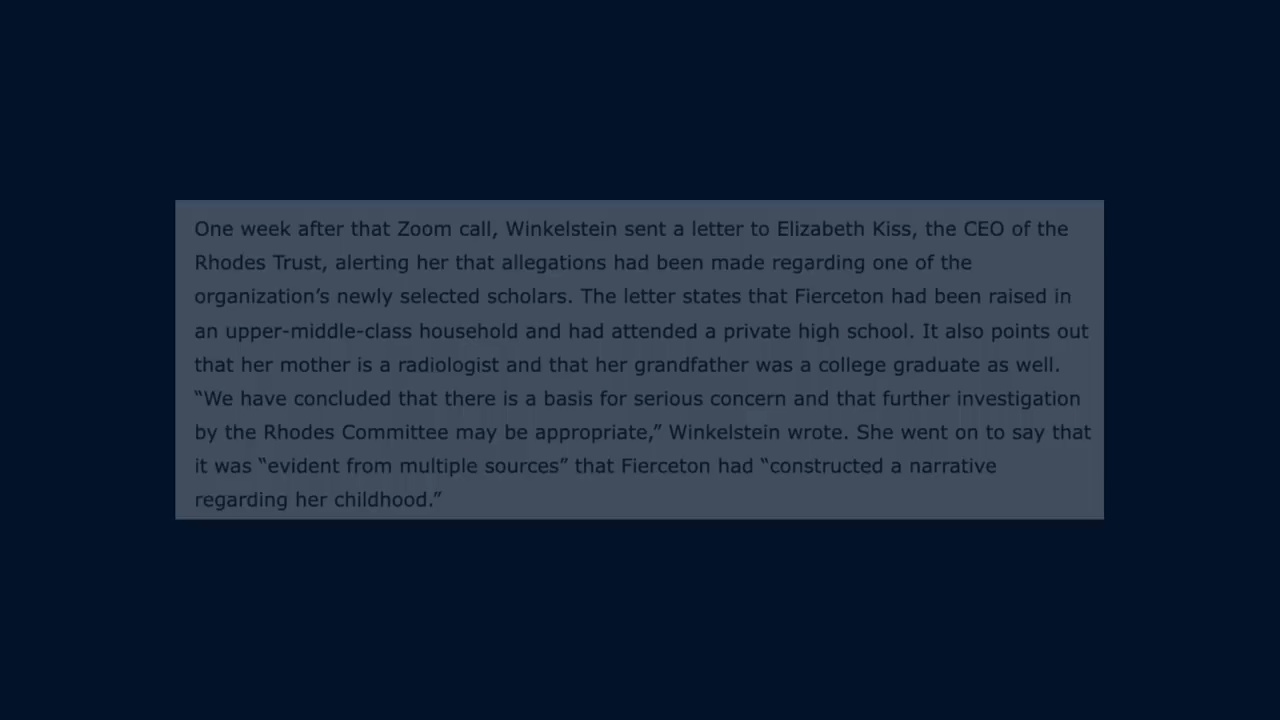 One week after that Zoom call, Winkelstein sent a letter to Elizabeth Kiss, the CEO of the
Rhodes Trust, alerting her that allegations had been made regarding one of the
organization’s newly selected scholars. The letter states that Fierceton had been raised in
an upper-middle-class household and had attended a private high school. It also points out
that her mother is a radiologist and that her grandfather was a college graduate as well.
“We have concluded that there is a basis for serious concern and that further investigation
by the Rhodes Committee may be appropriate,” Winkelstein wrote. She went on to say that
it was “evident from multiple sources” that Fierceton had “constructed a narrative
regarding her childhood.”